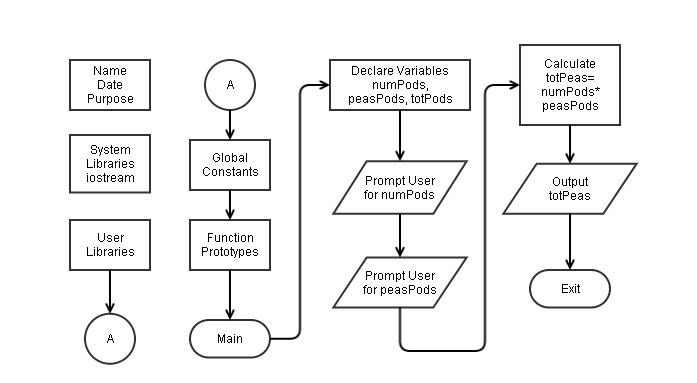 Name
Date
Purpose
System
Libraries
iostream
User
Libraries
A
A
Global
Constants
Function
Prototypes
Main
Declare Variables
numPods,
peasPods, totPods
Prompt User
for numPods
Prompt User
for peasPods
Calculate
totPeas=
numPods*
peasPods
Output
totPeas
Exit